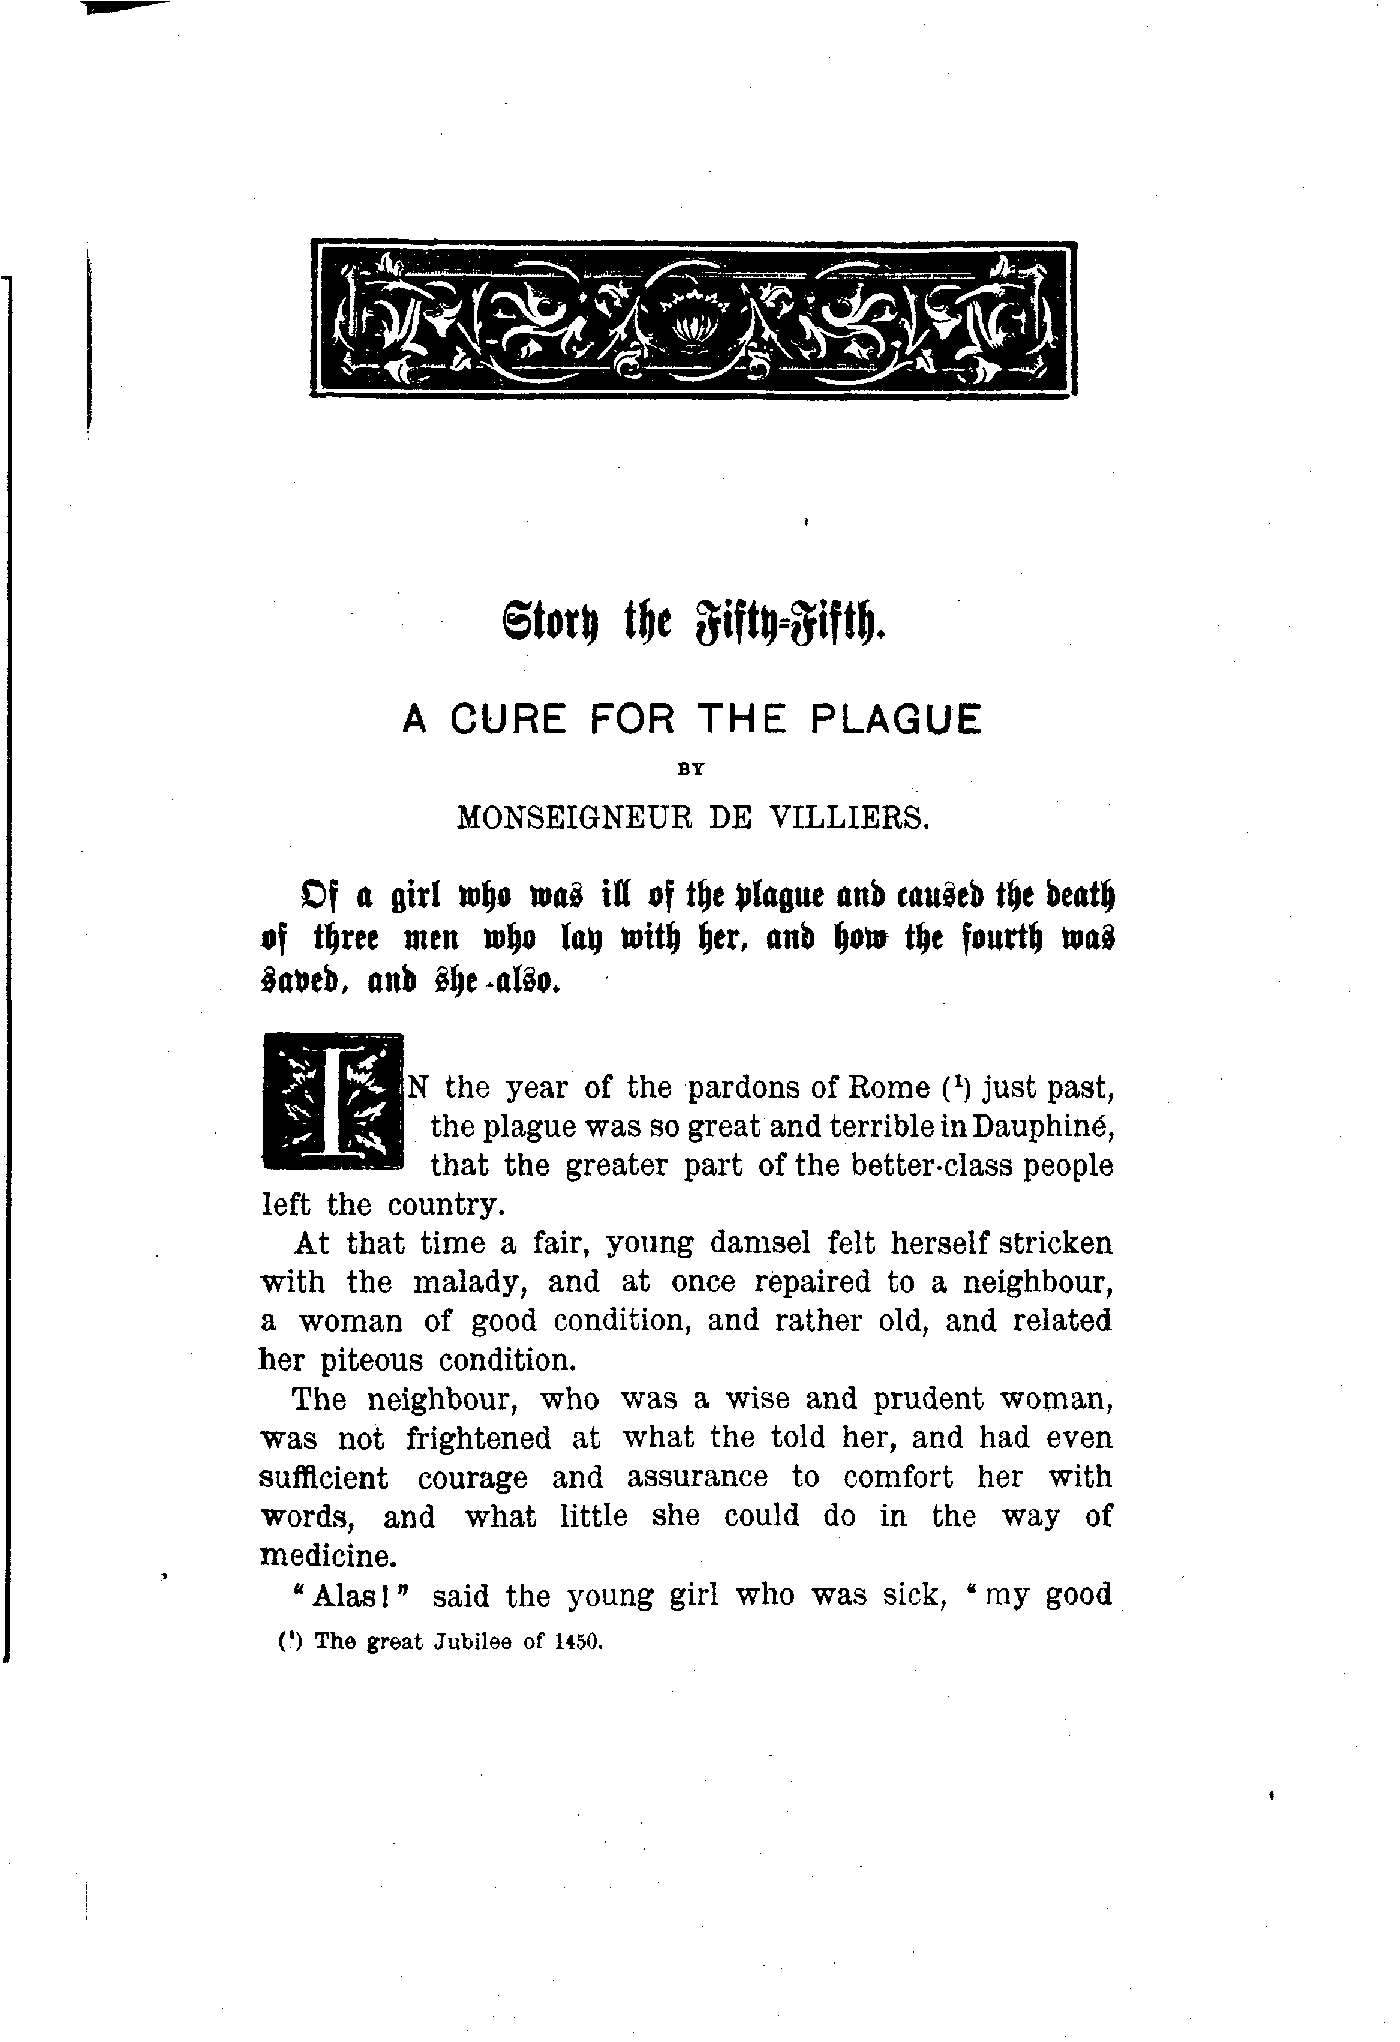 Story the Fifty-Fifth.
A CURE FOR THE PLAGUE
BY
MONSEIGNEUR DE VILLIERS.
Of a girl who was ill of the plague and caused the death
of three men who lay with her, and how the fourth was
saved, and she also.
IN the year of the pardons of Rome (¹) just past,
the plague was so great and terrible in Dauphiné,
that the greater part of the better-class people
left the country.
At that time a fair, young damsel felt herself stricken
with the malady, and at once repaired to a neighbour,
a woman of good condition, and rather old, and related
her piteous condition.
The neighbour, who was a wise and prudent woman,
was not frightened at what the told her, and had even
sufficient courage and assurance to comfort her with
words, and what little she could do in the way of
medicine.
"Alas!" said the young girl who was sick, "my good
(¹) The great Jubilee of 1450.